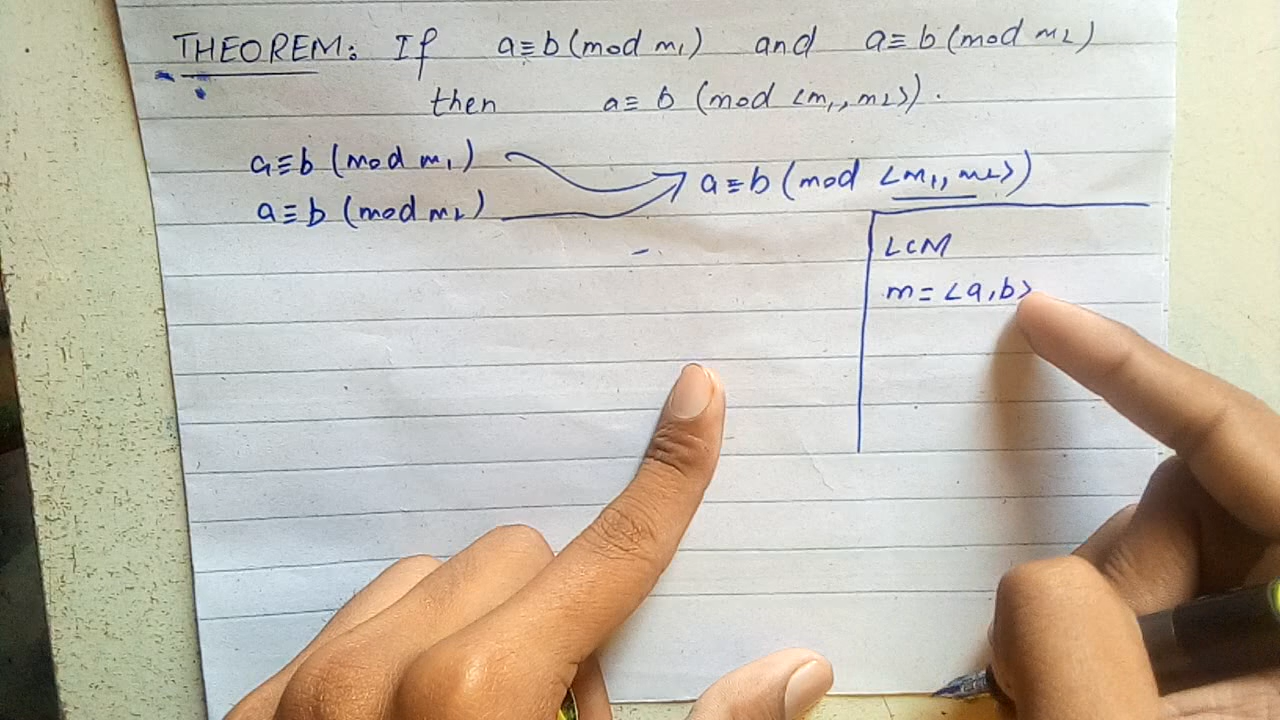 THEOREM: If a≡b (mod m₁) and a≡b (mod m₂)
then a≡b (mod <m₁, m₂>).
a≡b (mod m₁)
a≡b (mod m₂)
a≡b (mod <m₁, m₂>)
LCM
m = <a,b>